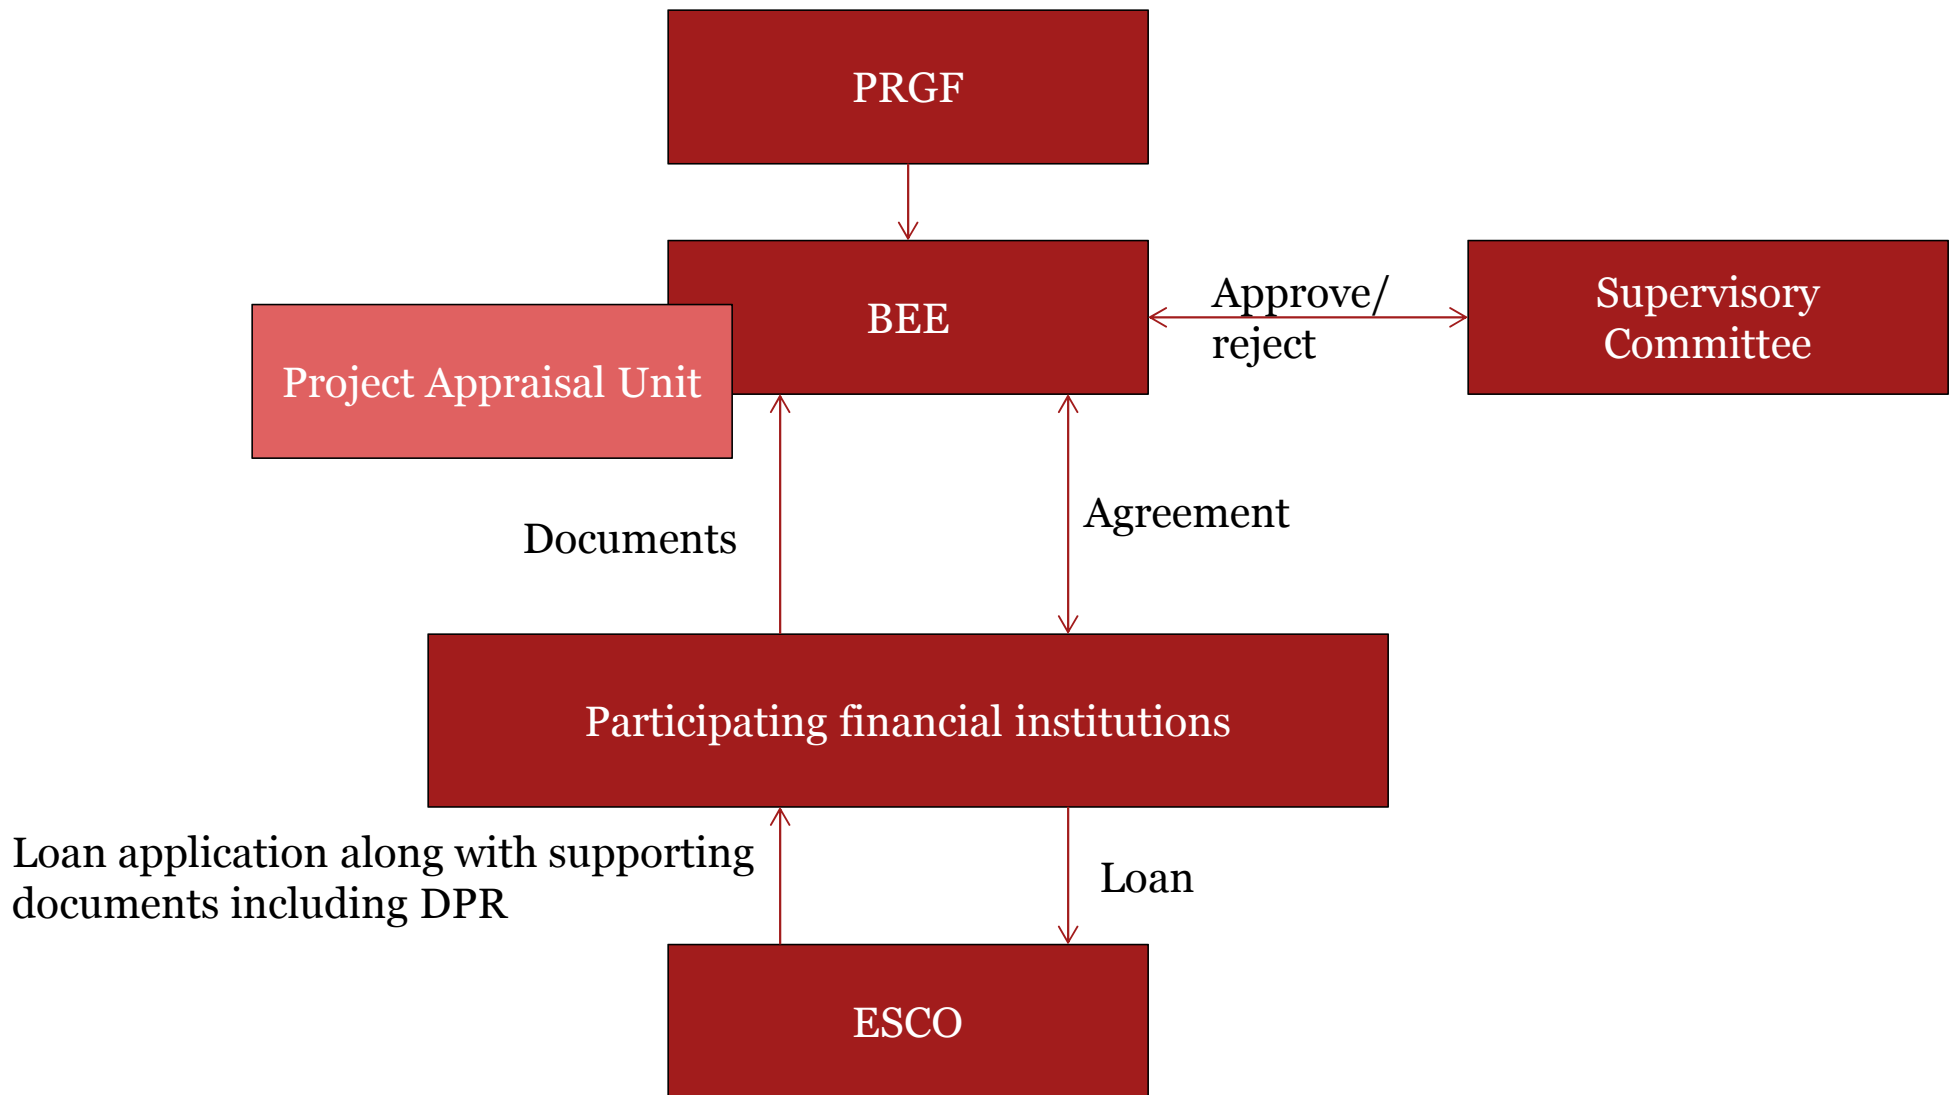 PRGF
BEE
Approve/
reject
Supervisory
Committee
Project Appraisal Unit
Documents
Agreement
Participating financial institutions
Loan application along with supporting
documents including DPR
Loan
ESCO